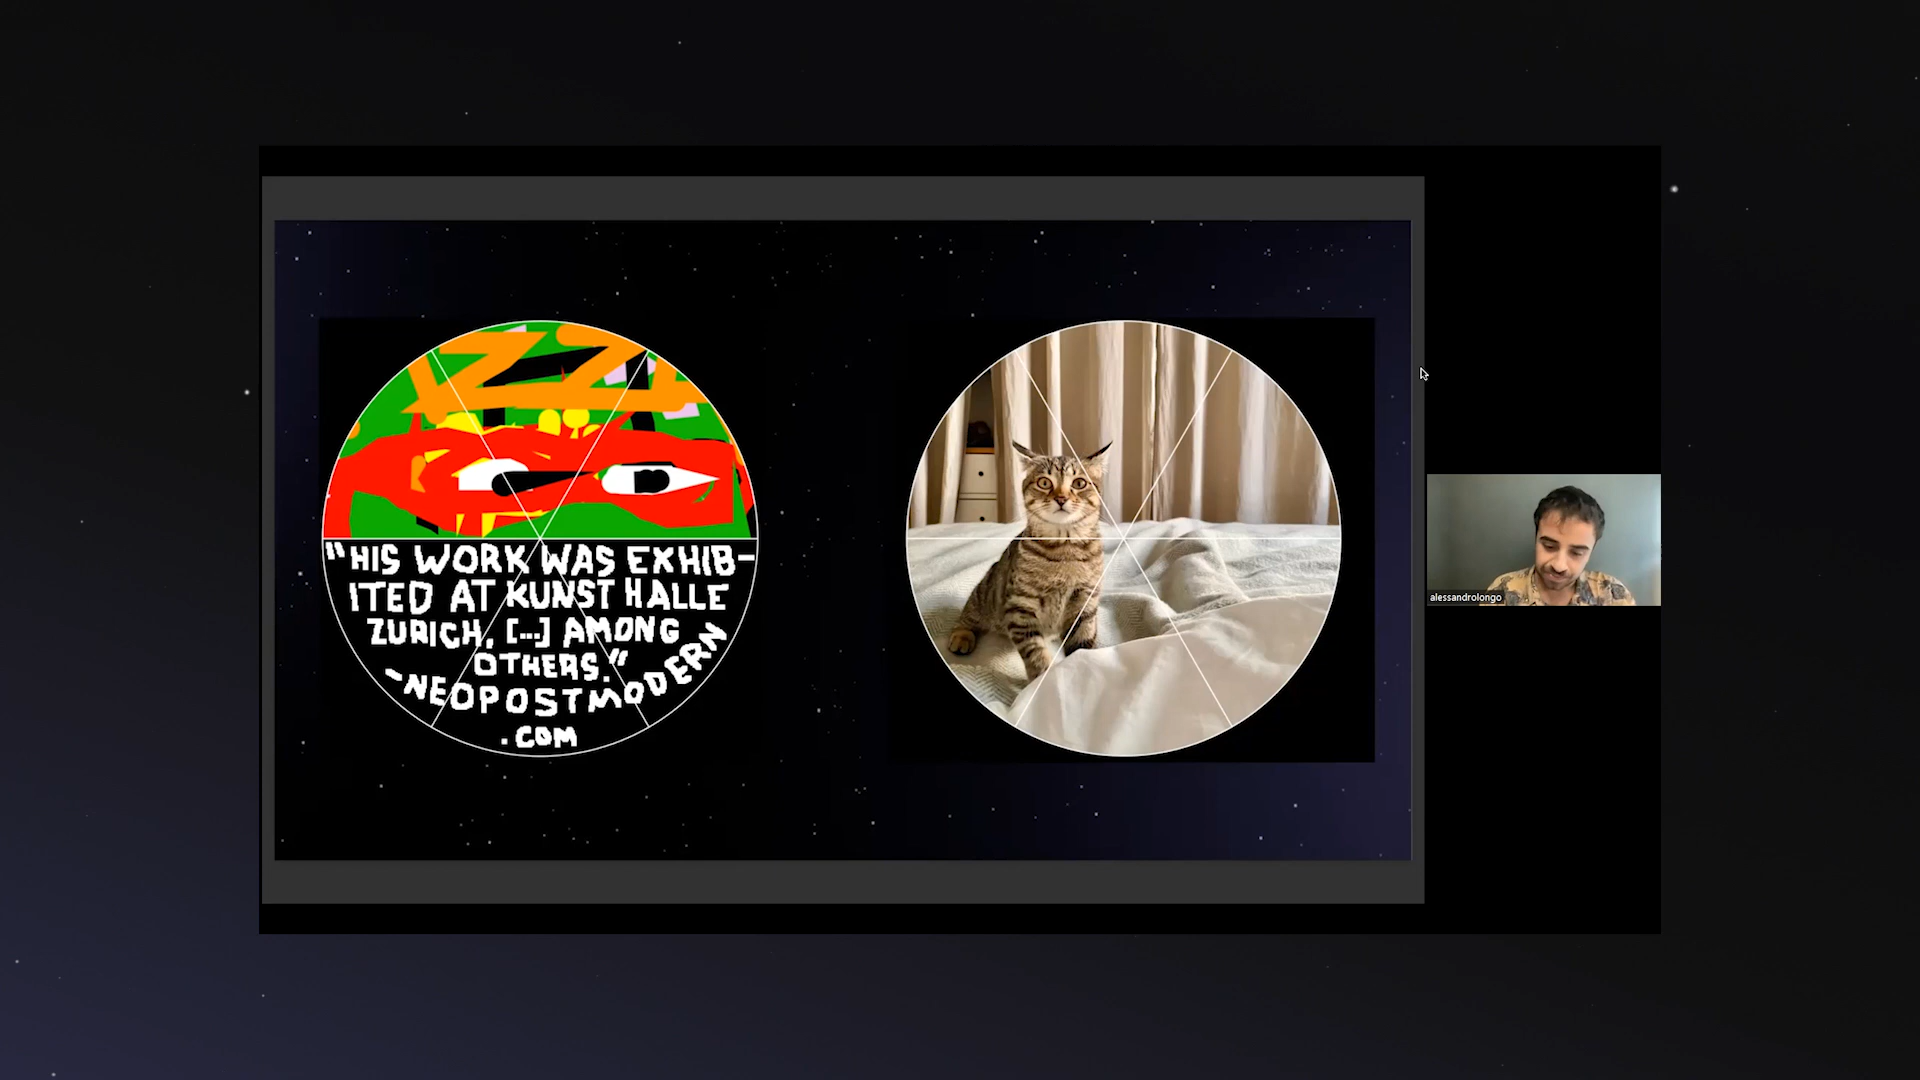 "HIS WORK WAS EXHIB-
ITED AT KUNST HALLE
ZURICH, [...] AMONG
OTHERS."
-NEOPOSTMODERN
.COM
alessandrolongo